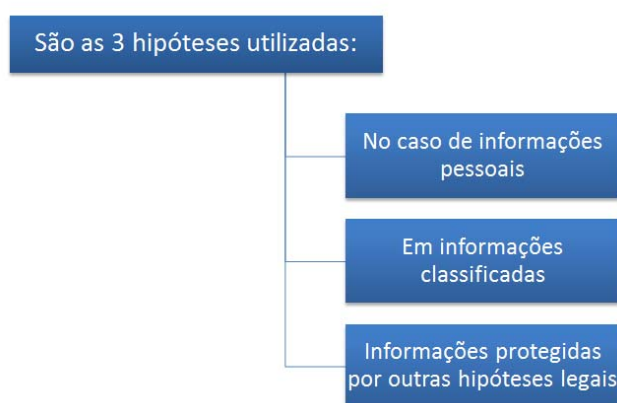 São as 3 hipóteses utilizadas:
No caso de informações
pessoais
Em informações
classificadas
Informações protegidas
por outras hipóteses legais